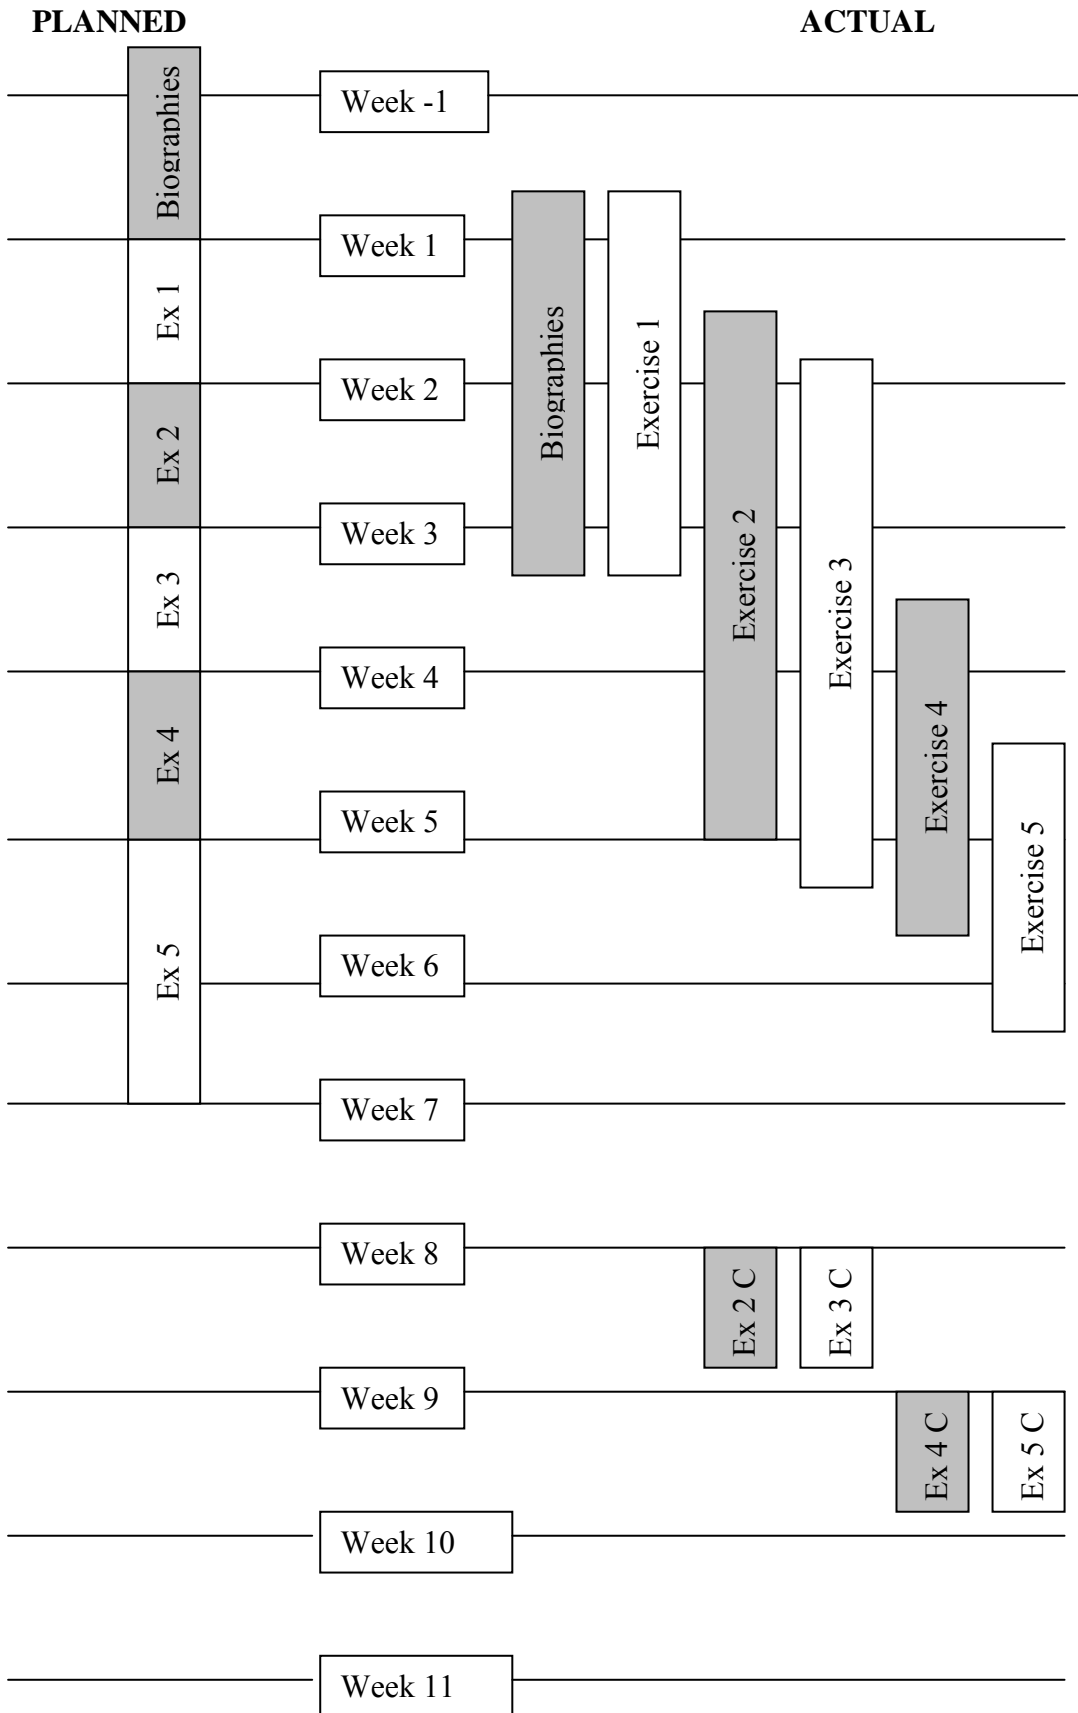 PLANNED
ACTUAL
Biographies
Week -1
Week 1
Ex 1
Biographies
Exercise 1
Week 2
Ex 2
Week 3
Exercise 2
Ex 3
Exercise 3
Week 4
Ex 4
Exercise 4
Week 5
Exercise 5
Ex 5
Week 6
Week 7
Week 8
Ex 2 C
Ex 3 C
Week 9
Ex 4 C
Ex 5 C
Week 10
Week 11